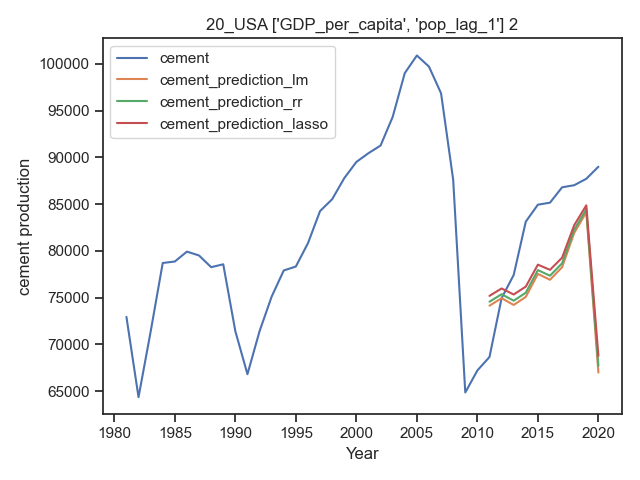 20_USA ['GDP_per_capita', 'pop_lag_1'] 2
cement
cement_prediction_lm
cement_prediction_rr
cement_prediction_lasso
cement production
100000
95000
90000
85000
80000
75000
70000
65000
1980 1985 1990 1995 2000 2005 2010 2015 2020
Year